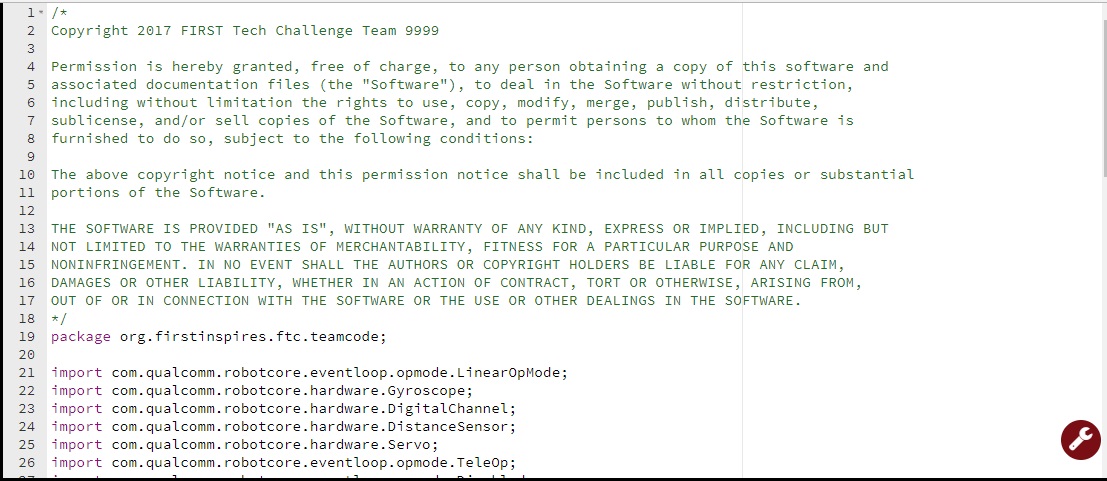 1 /*
2 Copyright 2017 FIRST Tech Challenge Team 9999
3
4 Permission is hereby granted, free of charge, to any person obtaining a copy of this software and
5 associated documentation files (the "Software"), to deal in the Software without restriction,
6 including without limitation the rights to use, copy, modify, merge, publish, distribute,
7 sublicense, and/or sell copies of the Software, and to permit persons to whom the Software is
8 furnished to do so, subject to the following conditions:
9
10 The above copyright notice and this permission notice shall be included in all copies or substantial
11 portions of the Software.
12
13 THE SOFTWARE IS PROVIDED "AS IS", WITHOUT WARRANTY OF ANY KIND, EXPRESS OR IMPLIED, INCLUDING BUT
14 NOT LIMITED TO THE WARRANTIES OF MERCHANTABILITY, FITNESS FOR A PARTICULAR PURPOSE AND
15 NONINFRINGEMENT. IN NO EVENT SHALL THE AUTHORS OR COPYRIGHT HOLDERS BE LIABLE FOR ANY CLAIM,
16 DAMAGES OR OTHER LIABILITY, WHETHER IN AN ACTION OF CONTRACT, TORT OR OTHERWISE, ARISING FROM,
17 OUT OF OR IN CONNECTION WITH THE SOFTWARE OR THE USE OR OTHER DEALINGS IN THE SOFTWARE.
18 */
19 package org.firstinspires.ftc.teamcode;
20
21 import com.qualcomm.robotcore.eventloop.opmode.LinearOpMode;
22 import com.qualcomm.robotcore.hardware.Gyroscope;
23 import com.qualcomm.robotcore.hardware.DigitalChannel;
24 import com.qualcomm.robotcore.hardware.DistanceSensor;
25 import com.qualcomm.robotcore.hardware.Servo;
26 import com.qualcomm.robotcore.eventloop.opmode.TeleOp;